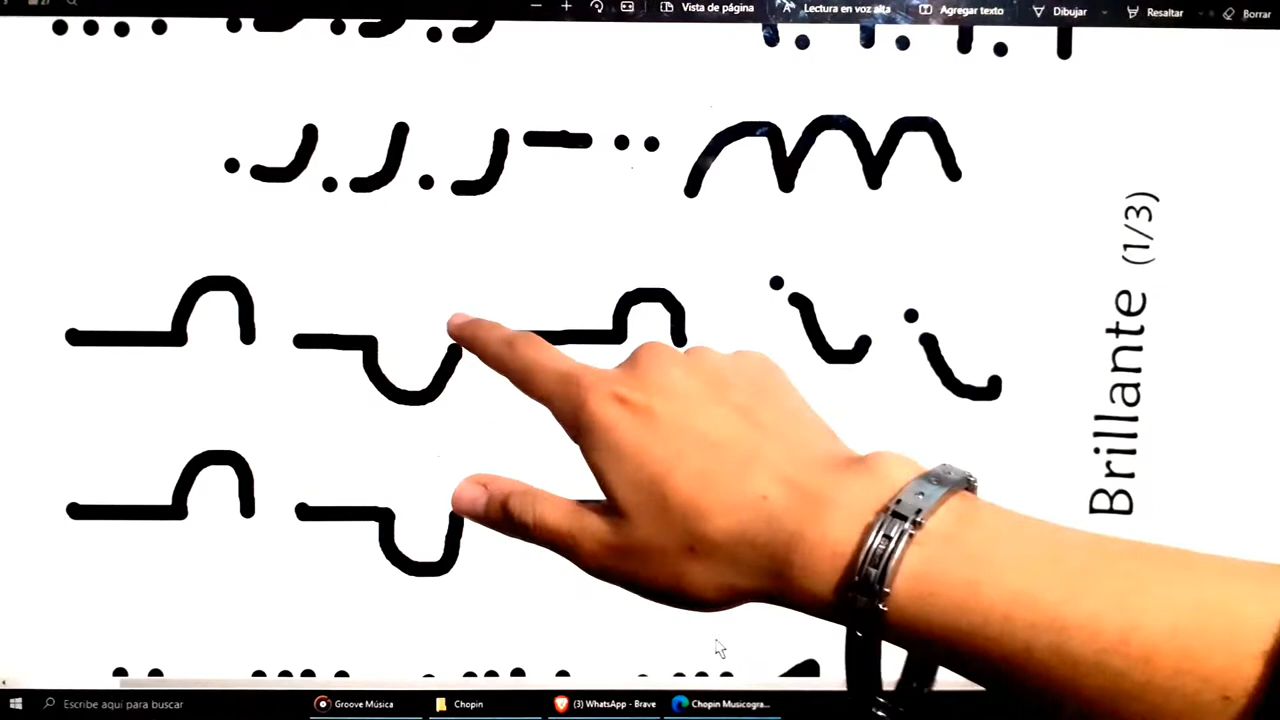 Vista de página
Lectura en voz alta
Agregar texto
Dibujar
Resaltar
Borrar
Brillante (1/3)
Escribe aquí para buscar
Groove Música
Chopin
(3) WhatsApp - Brave
Chopin Musicogra...